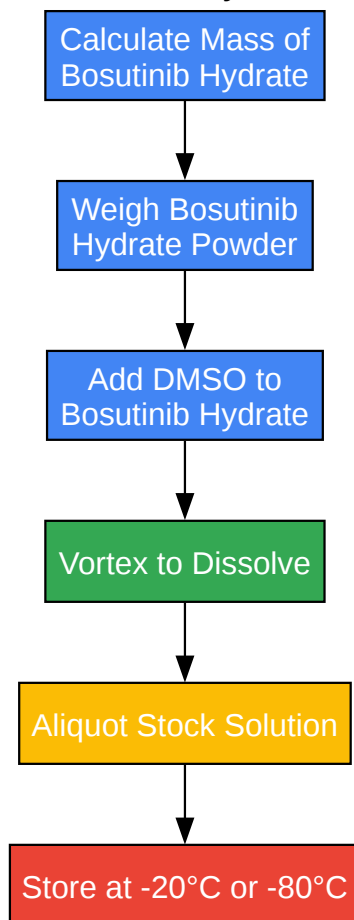 Calculate Mass of
Bosutinib Hydrate
Weigh Bosutinib
Hydrate Powder
Add DMSO to
Bosutinib Hydrate
Vortex to Dissolve
Aliquot Stock Solution
Store at -20°C or -80°C